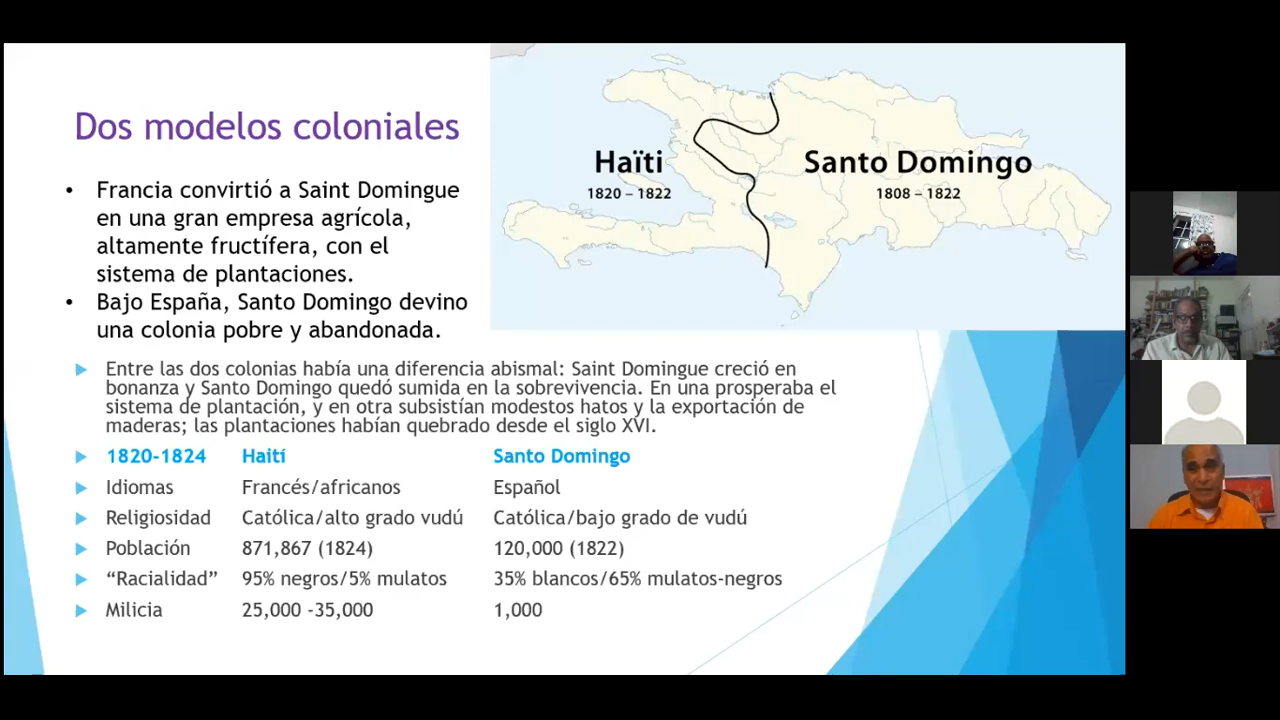 Dos modelos coloniales
Haïti
1820 – 1822
Santo Domingo
1808 – 1822
• Francia convirtió a Saint Domingue
en una gran empresa agrícola,
altamente fructífera, con el
sistema de plantaciones.
• Bajo España, Santo Domingo devino
una colonia pobre y abandonada.
Entre las dos colonias había una diferencia abismal: Saint Domingue creció en
bonanza y Santo Domingo quedó sumida en la sobrevivencia. En una prosperaba el
sistema de plantación, y en otra subsistían modestos hatos y la exportación de
maderas; las plantaciones habían quebrado desde el siglo XVI.
1820-1824 Haití Santo Domingo
Idiomas Francés/africanos Español
Religiosidad Católica/alto grado vudú Católica/bajo grado de vudú
Población 871,867 (1824) 120,000 (1822)
“Racialidad” 95% negros/5% mulatos 35% blancos/65% mulatos-negros
Milicia 25,000 -35,000 1,000